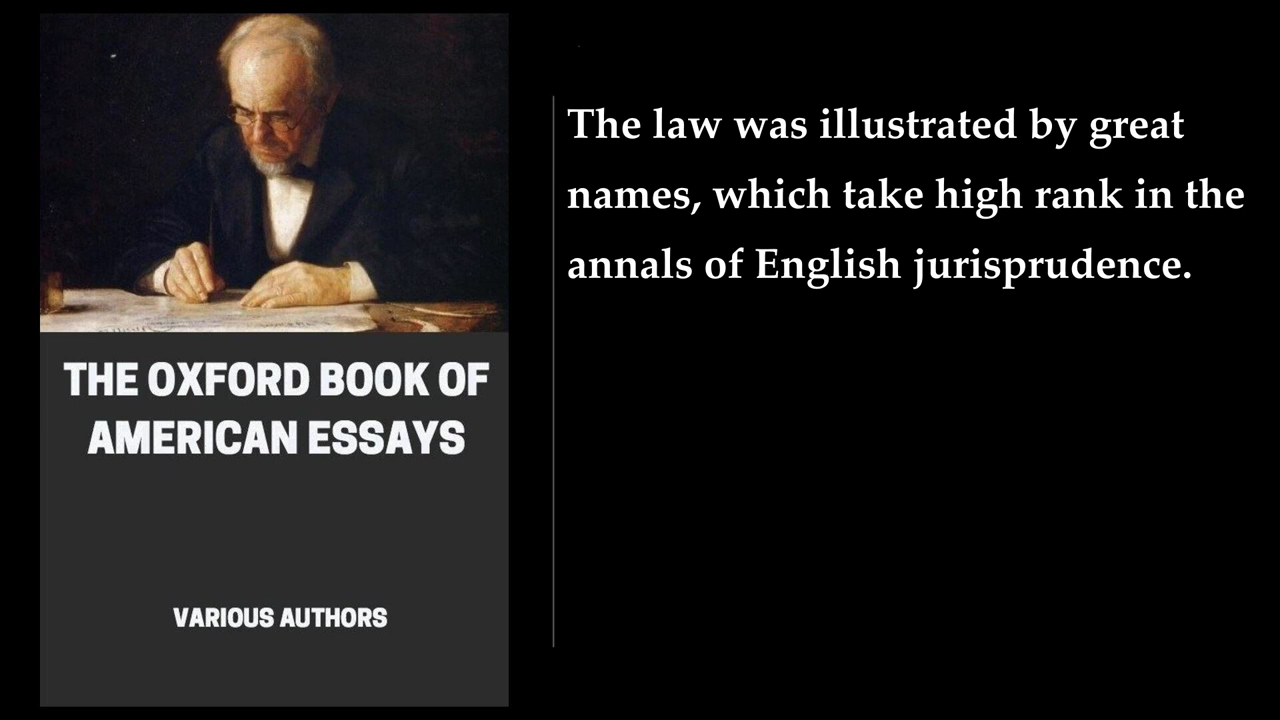 THE OXFORD BOOK OF
AMERICAN ESSAYS
VARIOUS AUTHORS
The law was illustrated by great
names, which take high rank in the
annals of English jurisprudence.